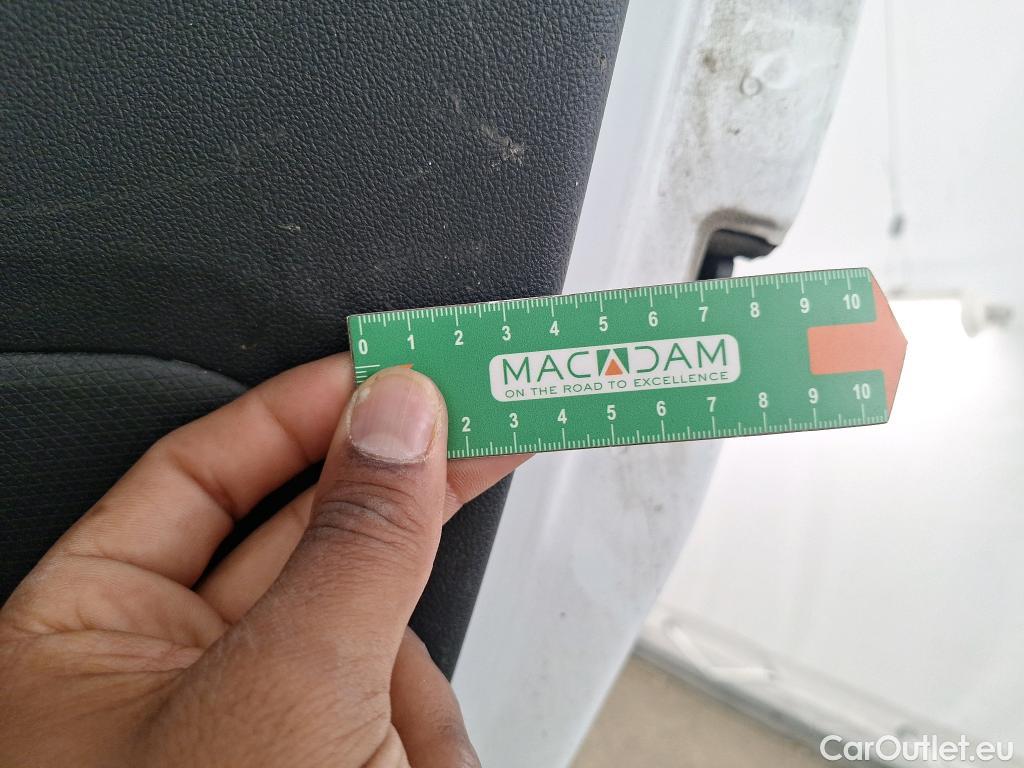 0 1 2 3 4 5 6 7 8 9 10
MACADAM
ON THE ROAD TO EXCELLENCE
2 3 4 5 6 7 8 9 10
CarOutlet.eu